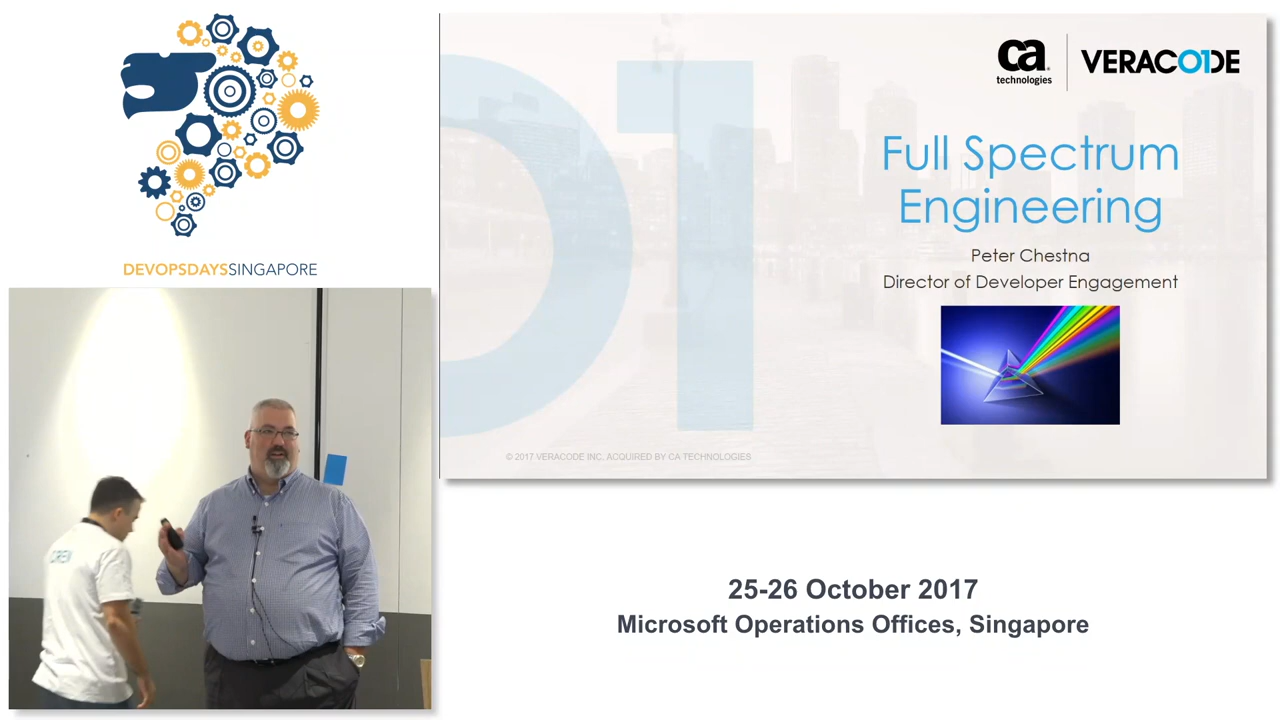 DEVOPSDAYSSINGAPORE
CREW
ca
technologies
VERACODE
Full Spectrum
Engineering
Peter Chestna
Director of Developer Engagement
© 2017 VERACODE INC, ACQUIRED BY CA TECHNOLOGIES
25-26 October 2017
Microsoft Operations Offices, Singapore